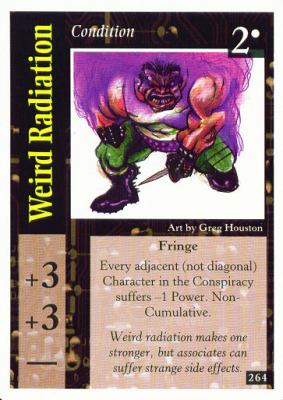 Weird Radiation
Condition
2•
Art by Greg Houston
+3
+3
—
Fringe
Every adjacent (not diagonal)
Character in the Conspiracy
suffers –1 Power. Non-
Cumulative.
Weird radiation makes one
stronger, but associates can
suffer strange side effects.
264